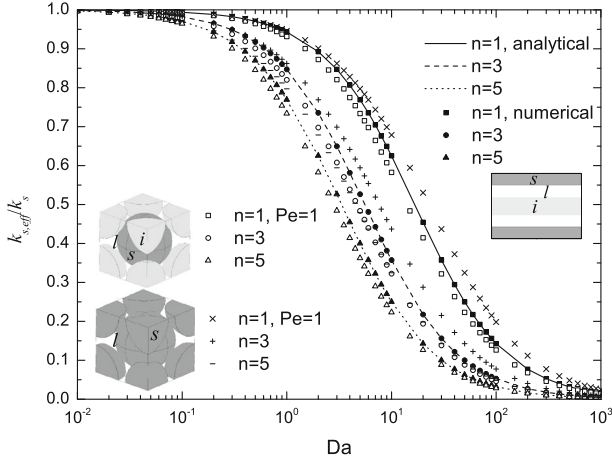 1.0
0.9
0.8
0.7
0.6
0.5
0.4
0.3
0.2
0.1
0.0
k_{s,eff}/k_s
n=1, analytical
n=3
n=5
n=1, numerical
n=3
n=5
s
l
i
l
i
s
n=1, Pe=1
n=3
n=5
l
s
n=1, Pe=1
n=3
n=5
10^{-2} 10^{-1} 10^0 10^1 10^2 10^3
Da